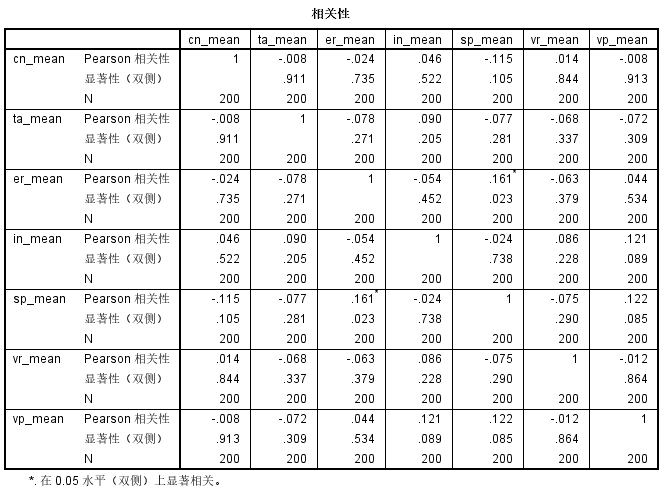 相关性
cn_mean ta_mean er_mean in_mean sp_mean vr_mean vp_mean
cn_mean Pearson 相关性 1 -.008 -.024 .046 -.115 .014 -.008
显著性（双侧） .911 .735 .522 .105 .844 .913
N 200 200 200 200 200 200 200
ta_mean Pearson 相关性 -.008 1 -.078 .090 -.077 -.068 -.072
显著性（双侧） .911 .271 .205 .281 .337 .309
N 200 200 200 200 200 200 200
er_mean Pearson 相关性 -.024 -.078 1 -.054 .161* -.063 .044
显著性（双侧） .735 .271 .452 .023 .379 .534
N 200 200 200 200 200 200 200
in_mean Pearson 相关性 .046 .090 -.054 1 -.024 .086 .121
显著性（双侧） .522 .205 .452 .738 .228 .089
N 200 200 200 200 200 200 200
sp_mean Pearson 相关性 -.115 -.077 .161* -.024 1 -.075 .122
显著性（双侧） .105 .281 .023 .738 .290 .085
N 200 200 200 200 200 200 200
vr_mean Pearson 相关性 .014 -.068 -.063 .086 -.075 1 -.012
显著性（双侧） .844 .337 .379 .228 .290 .864
N 200 200 200 200 200 200 200
vp_mean Pearson 相关性 -.008 -.072 .044 .121 .122 -.012 1
显著性（双侧） .913 .309 .534 .089 .085 .864
N 200 200 200 200 200 200 200
*. 在 0.05 水平（双侧）上显著相关。